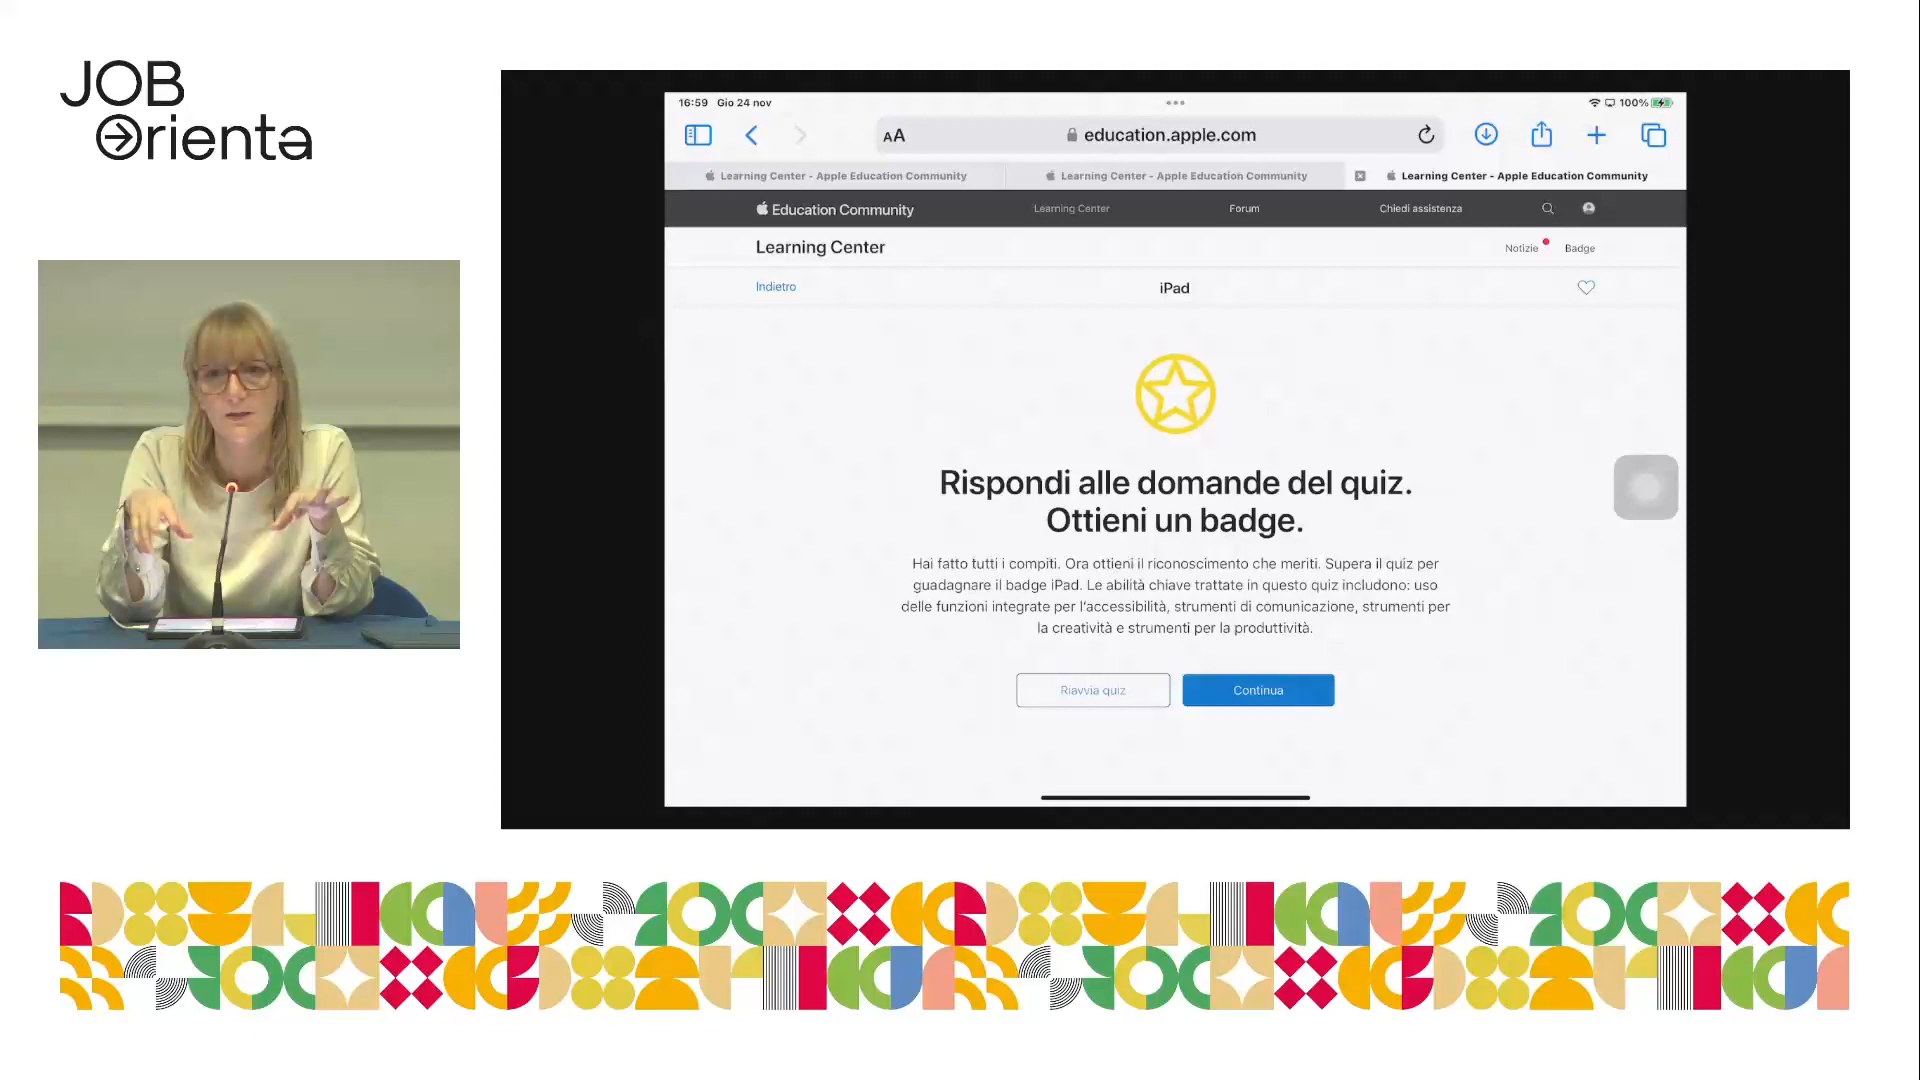 JOB
Orienta
16:59 Gio 24 nov
100%
AA
education.apple.com
Learning Center - Apple Education Community
Learning Center - Apple Education Community
Learning Center - Apple Education Community
Education Community
Learning Center
Forum
Chiedi assistenza
Learning Center
Notizie
Badge
Indietro
iPad
Rispondi alle domande del quiz.
Ottieni un badge.
Hai fatto tutti i compiti. Ora ottieni il riconoscimento che meriti. Supera il quiz per
guadagnare il badge iPad. Le abilità chiave trattate in questo quiz includono: uso
delle funzioni integrate per l'accessibilità, strumenti di comunicazione, strumenti per
la creatività e strumenti per la produttività.
Riavvia quiz
Continua